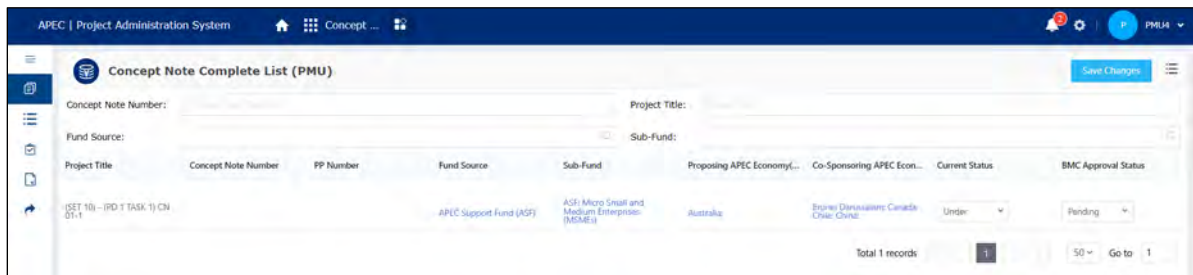 APEC | Project Administration System
Concept ...
2
P
PMU4
Concept Note Complete List (PMU)
Save Changes
Concept Note Number:
Project Title:
Fund Source:
Sub-Fund:
Project Title
Concept Note Number
PP Number
Fund Source
Sub-Fund
Proposing APEC Economy(...
Co-Sponsoring APEC Econ...
Current Status
BMC Approval Status
(SET 10) – (PD 1 TASK 1) CN
01-1
APEC Support Fund (ASF)
ASF: Micro Small and
Medium Enterprises
(MSMEs)
Australia
Brunei Darussalam; Canada;
Chile; China;
Under
Pending
Total 1 records
1
50
Go to
1